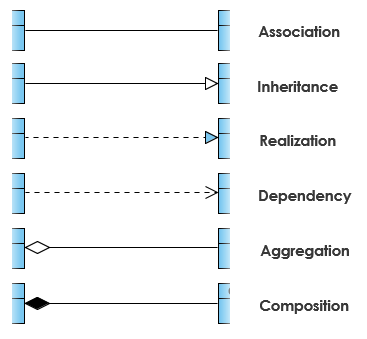 Association
Inheritance
Realization
Dependency
Aggregation
Composition